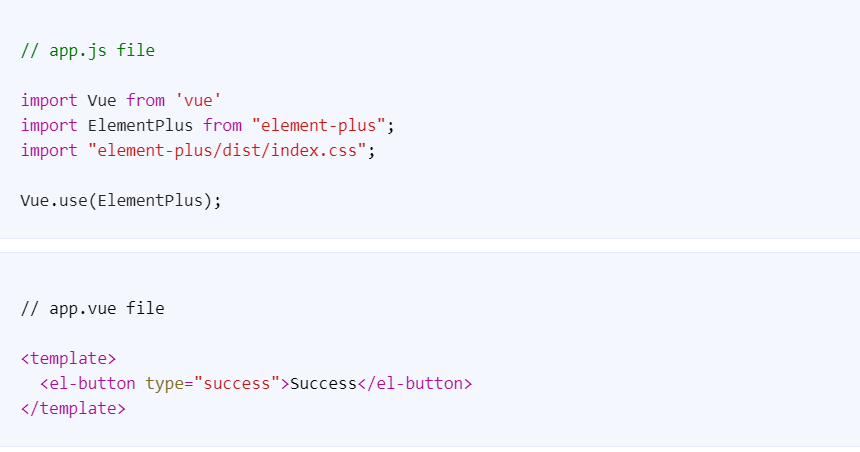 // app.js file
import Vue from 'vue'
import ElementPlus from "element-plus";
import "element-plus/dist/index.css";
Vue.use(ElementPlus);
// app.vue file
<template>
  <el-button type="success">Success</el-button>
</template>